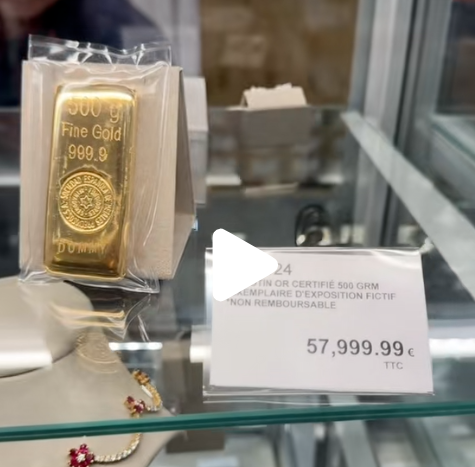 500 g
Fine Gold
999.9
DUMMY
24
OR CERTIFIÉ 500 GRM
EXEMPLAIRE D'EXPOSITION FICTIF
*NON REMBOURSABLE
57,999.99 €
TTC